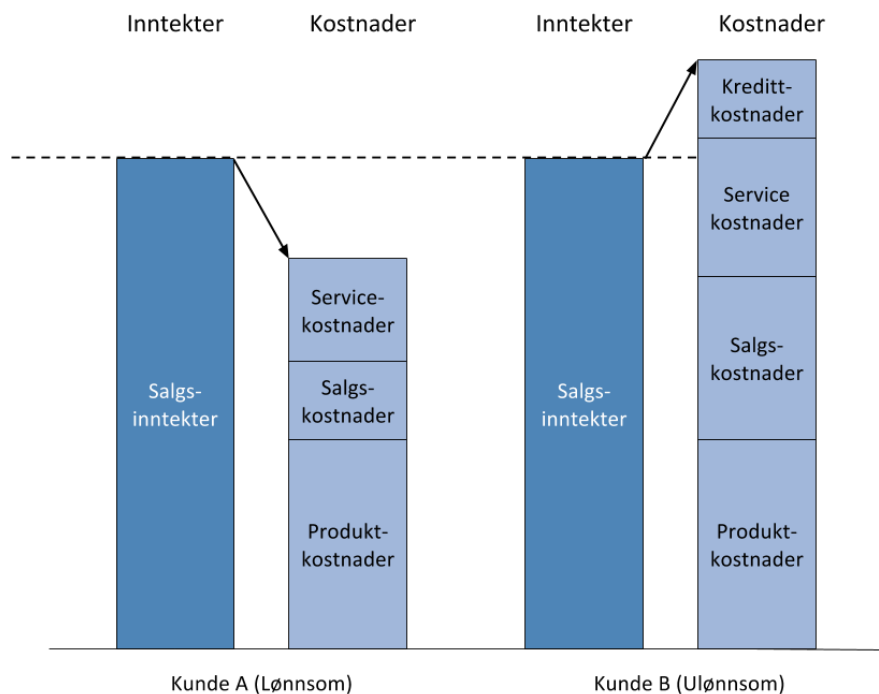 Inntekter
Kostnader
Inntekter
Kostnader
Kreditt-
kostnader
Service
kostnader
Service-
kostnader
Salgs-
inntekter
Salgs-
kostnader
Salgs-
inntekter
Salgs-
kostnader
Produkt-
kostnader
Produkt-
kostnader
Kunde A (Lønnsom)
Kunde B (Ulønnsom)